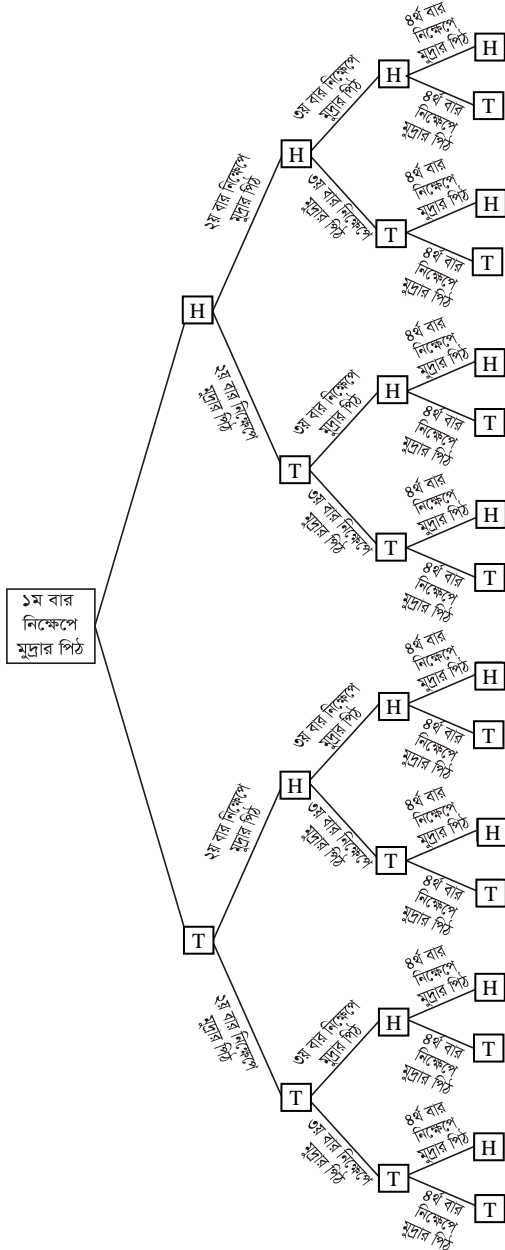 ১ম বার
নিক্ষেপে
মুদ্রার পিঠ
H
T
২য় বার নিক্ষেপে
মুদ্রার পিঠ
H
২য় বার নিক্ষেপে
মুদ্রার পিঠ
T
২য় বার নিক্ষেপে
মুদ্রার পিঠ
H
২য় বার নিক্ষেপে
মুদ্রার পিঠ
T
৩য় বার নিক্ষেপে
মুদ্রার পিঠ
H
৩য় বার নিক্ষেপে
মুদ্রার পিঠ
T
৩য় বার নিক্ষেপে
মুদ্রার পিঠ
H
৩য় বার নিক্ষেপে
মুদ্রার পিঠ
T
৩য় বার নিক্ষেপে
মুদ্রার পিঠ
H
৩য় বার নিক্ষেপে
মুদ্রার পিঠ
T
৩য় বার নিক্ষেপে
মুদ্রার পিঠ
H
৩য় বার নিক্ষেপে
মুদ্রার পিঠ
T
৪র্থ বার
নিক্ষেপে
মুদ্রার পিঠ
H
৪র্থ বার
নিক্ষেপে
মুদ্রার পিঠ
T
৪র্থ বার
নিক্ষেপে
মুদ্রার পিঠ
H
৪র্থ বার
নিক্ষেপে
মুদ্রার পিঠ
T
৪র্থ বার
নিক্ষেপে
মুদ্রার পিঠ
H
৪র্থ বার
নিক্ষেপে
মুদ্রার পিঠ
T
৪র্থ বার
নিক্ষেপে
মুদ্রার পিঠ
H
৪র্থ বার
নিক্ষেপে
মুদ্রার পিঠ
T
৪র্থ বার
নিক্ষেপে
মুদ্রার পিঠ
H
৪র্থ বার
নিক্ষেপে
মুদ্রার পিঠ
T
৪র্থ বার
নিক্ষেপে
মুদ্রার পিঠ
H
৪র্থ বার
নিক্ষেপে
মুদ্রার পিঠ
T
৪র্থ বার
নিক্ষেপে
মুদ্রার পিঠ
H
৪র্থ বার
নিক্ষেপে
মুদ্রার পিঠ
T
৪র্থ বার
নিক্ষেপে
মুদ্রার পিঠ
H
৪র্থ বার
নিক্ষেপে
মুদ্রার পিঠ
T